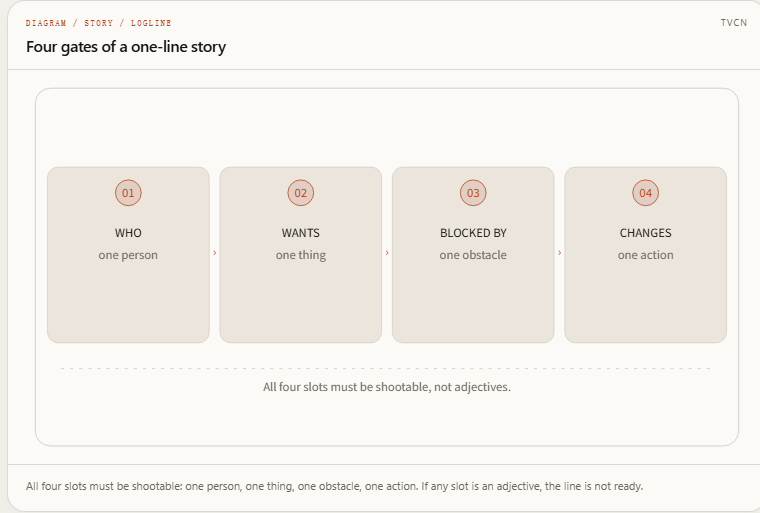 DIAGRAM / STORY / LOGLINE
TVCN
Four gates of a one-line story
01
WHO
one person
›
02
WANTS
one thing
›
03
BLOCKED BY
one obstacle
›
04
CHANGES
one action
All four slots must be shootable, not adjectives.
All four slots must be shootable: one person, one thing, one obstacle, one action. If any slot is an adjective, the line is not ready.